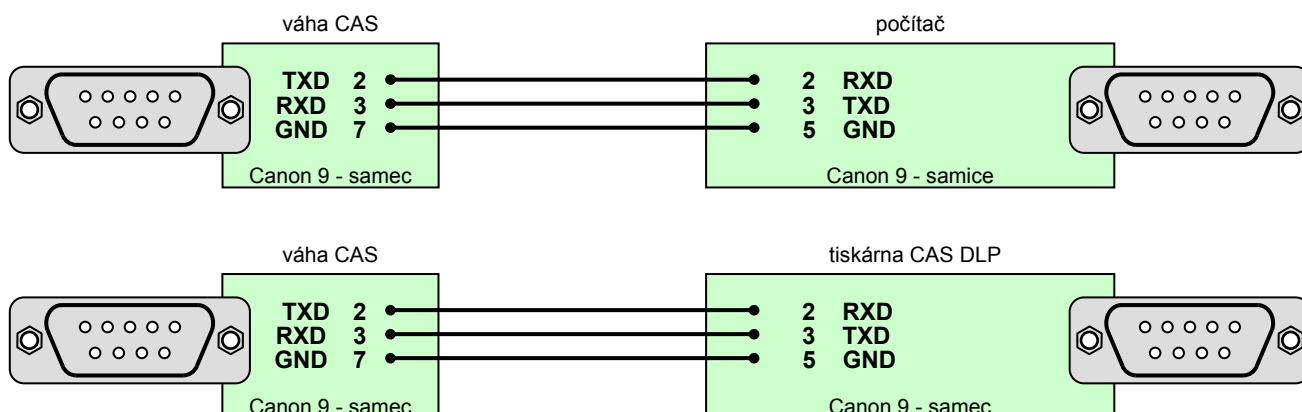 váha CAS počítač
TXD 2 2 RXD
RXD 3 3 TXD
GND 7 5 GND
Canon 9 - samec Canon 9 - samice
váha CAS tiskárna CAS DLP
TXD 2 2 RXD
RXD 3 3 TXD
GND 7 5 GND
Canon 9 - samec Canon 9 - samec